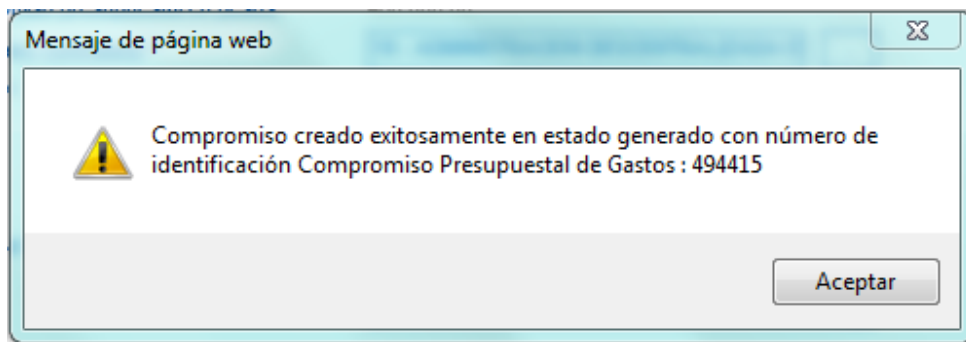 Mensaje de página web
Compromiso creado exitosamente en estado generado con número de
identificación Compromiso Presupuestal de Gastos : 494415
Aceptar